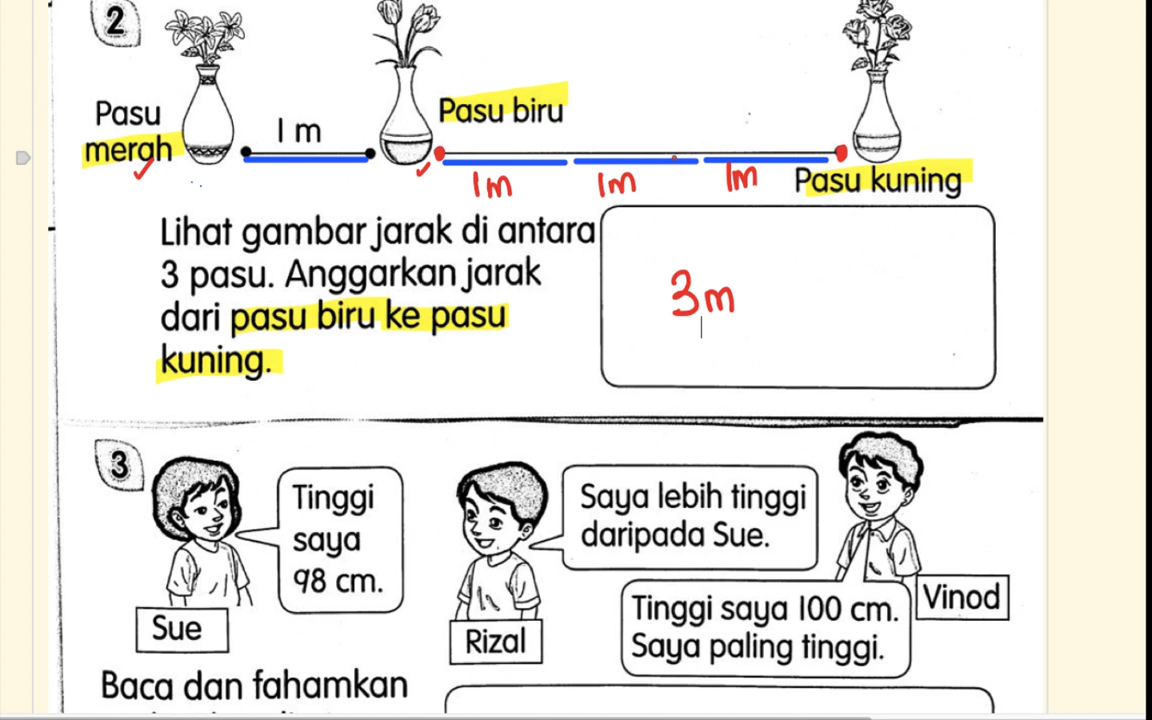 2
Pasu
merah
1 m
Pasu biru
1m
1m
1m
Pasu kuning
Lihat gambar jarak di antara
3 pasu. Anggarkan jarak
dari pasu biru ke pasu
kuning.
3m
3
Tinggi
saya
98 cm.
Sue
Saya lebih tinggi
daripada Sue.
Rizal
Tinggi saya 100 cm.
Saya paling tinggi.
Vinod
Baca dan fahamkan